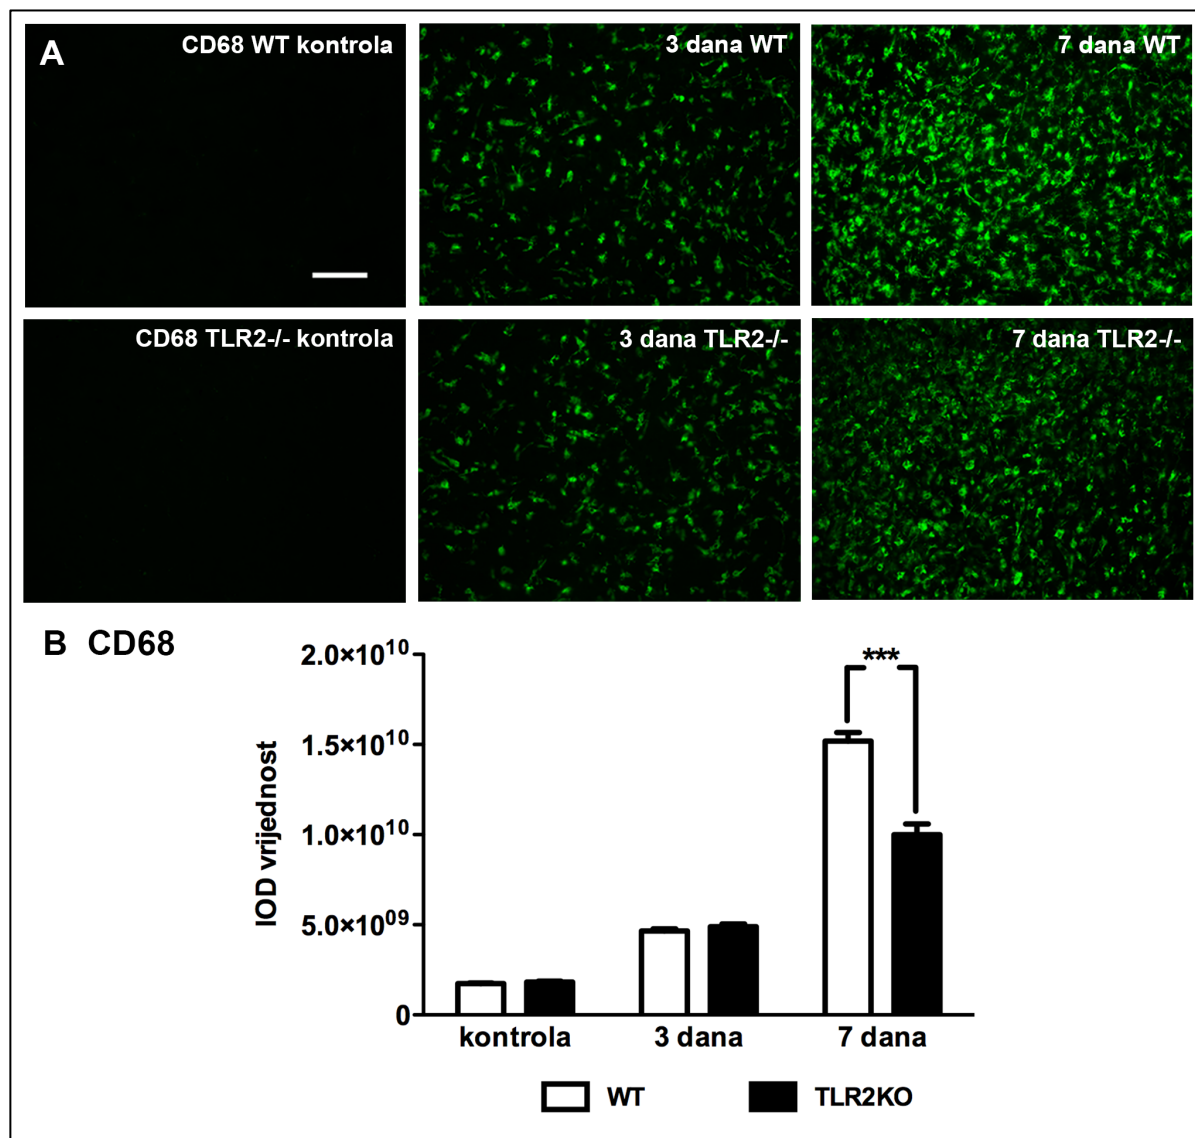 A
CD68 WT kontrola
3 dana WT
7 dana WT
CD68 TLR2-/- kontrola
3 dana TLR2-/-
7 dana TLR2-/-
B CD68
IOD vrijednost
2.0×10¹⁰
1.5×10¹⁰
1.0×10¹⁰
5.0×10⁰⁹
0
***
kontrola
3 dana
7 dana
WT
TLR2KO